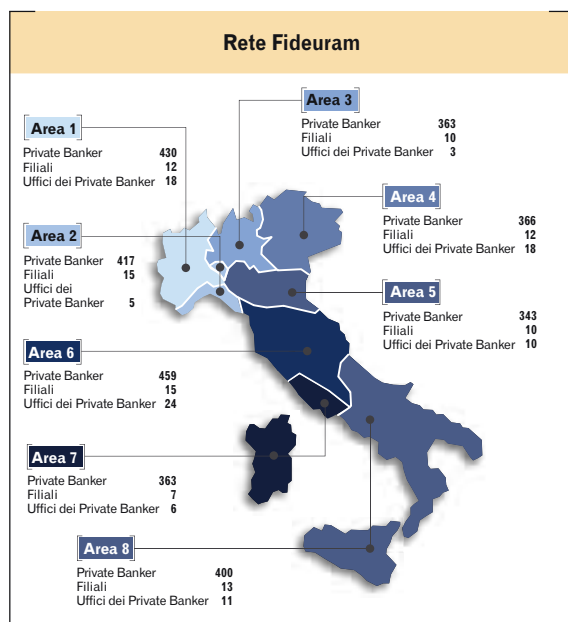 Rete Fideuram
Area 1
Private Banker 430
Filiali 12
Uffici dei Private Banker 18
Area 2
Private Banker 417
Filiali 15
Uffici dei
Private Banker 5
Area 3
Private Banker 363
Filiali 10
Uffici dei Private Banker 3
Area 4
Private Banker 366
Filiali 12
Uffici dei Private Banker 18
Area 5
Private Banker 343
Filiali 10
Uffici dei Private Banker 10
Area 6
Private Banker 459
Filiali 15
Uffici dei Private Banker 24
Area 7
Private Banker 363
Filiali 7
Uffici dei Private Banker 6
Area 8
Private Banker 400
Filiali 13
Uffici dei Private Banker 11